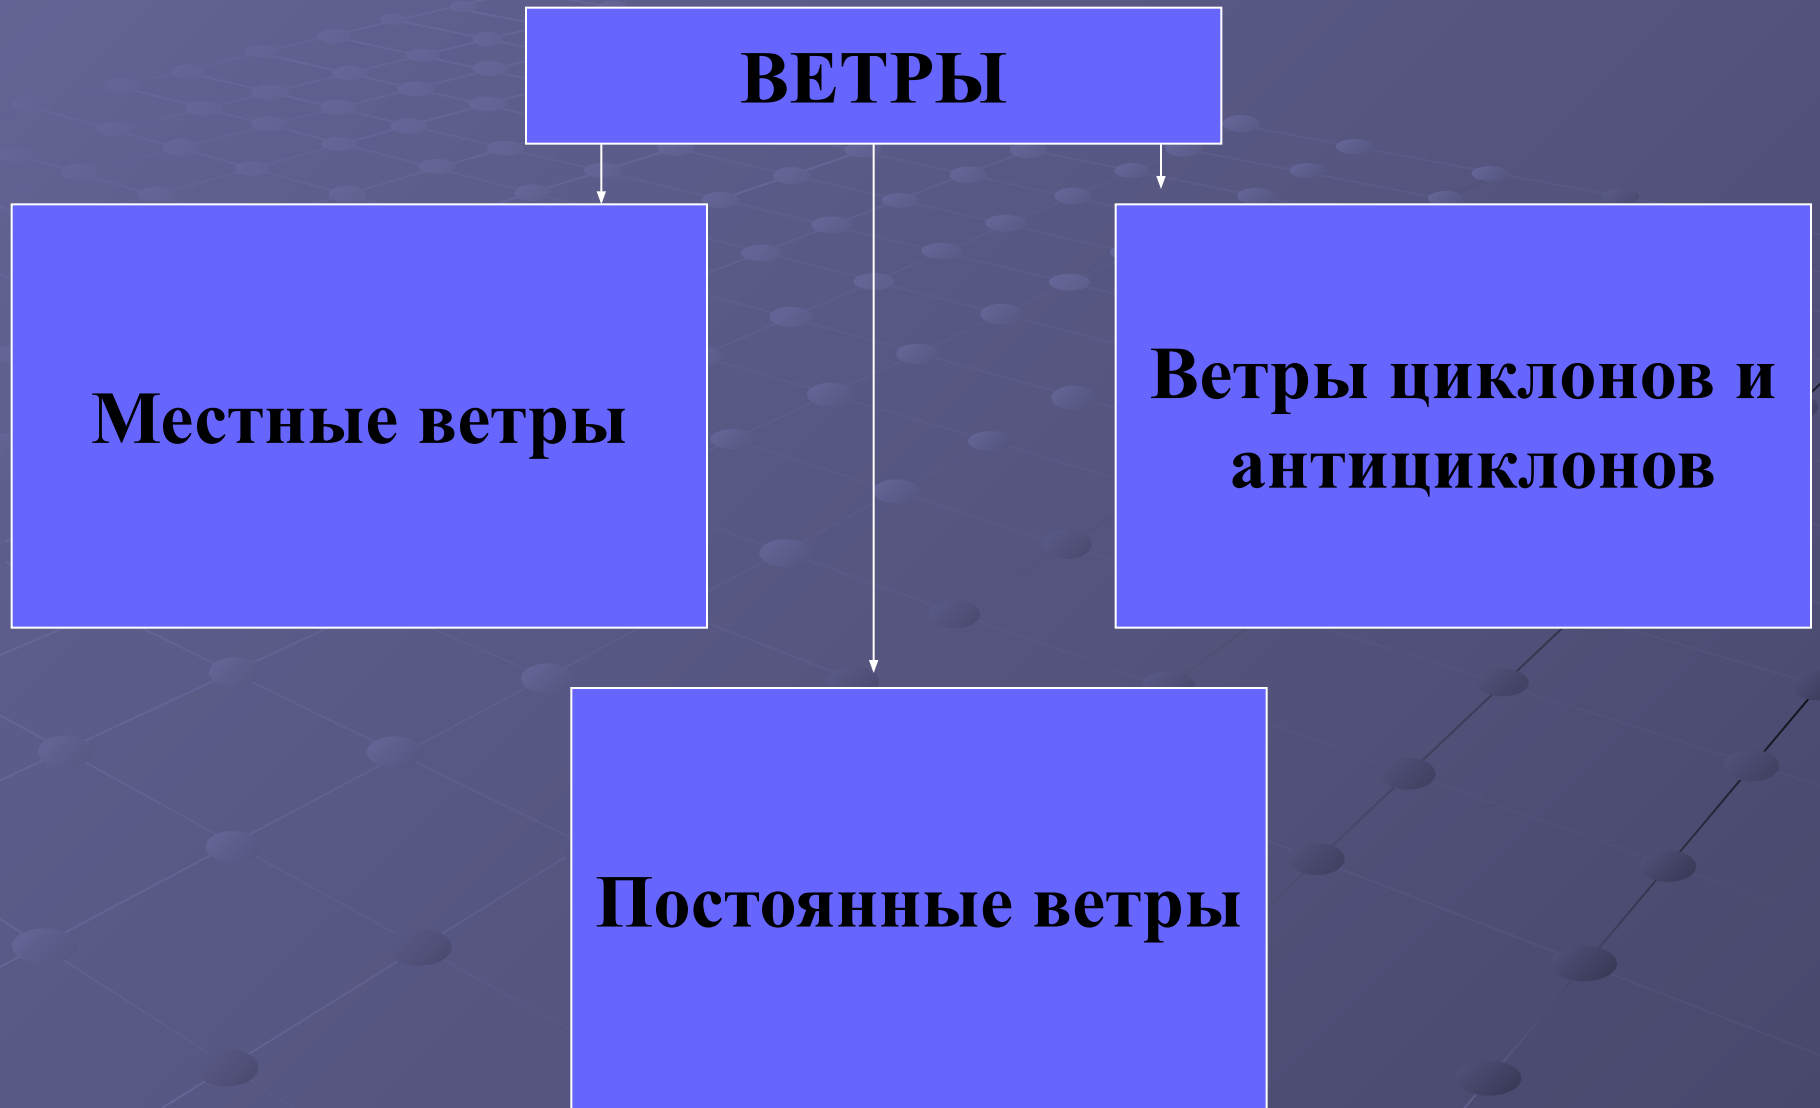 ВЕТРЫ
Местные ветры
Ветры циклонов и
антициклонов
Постоянные ветры